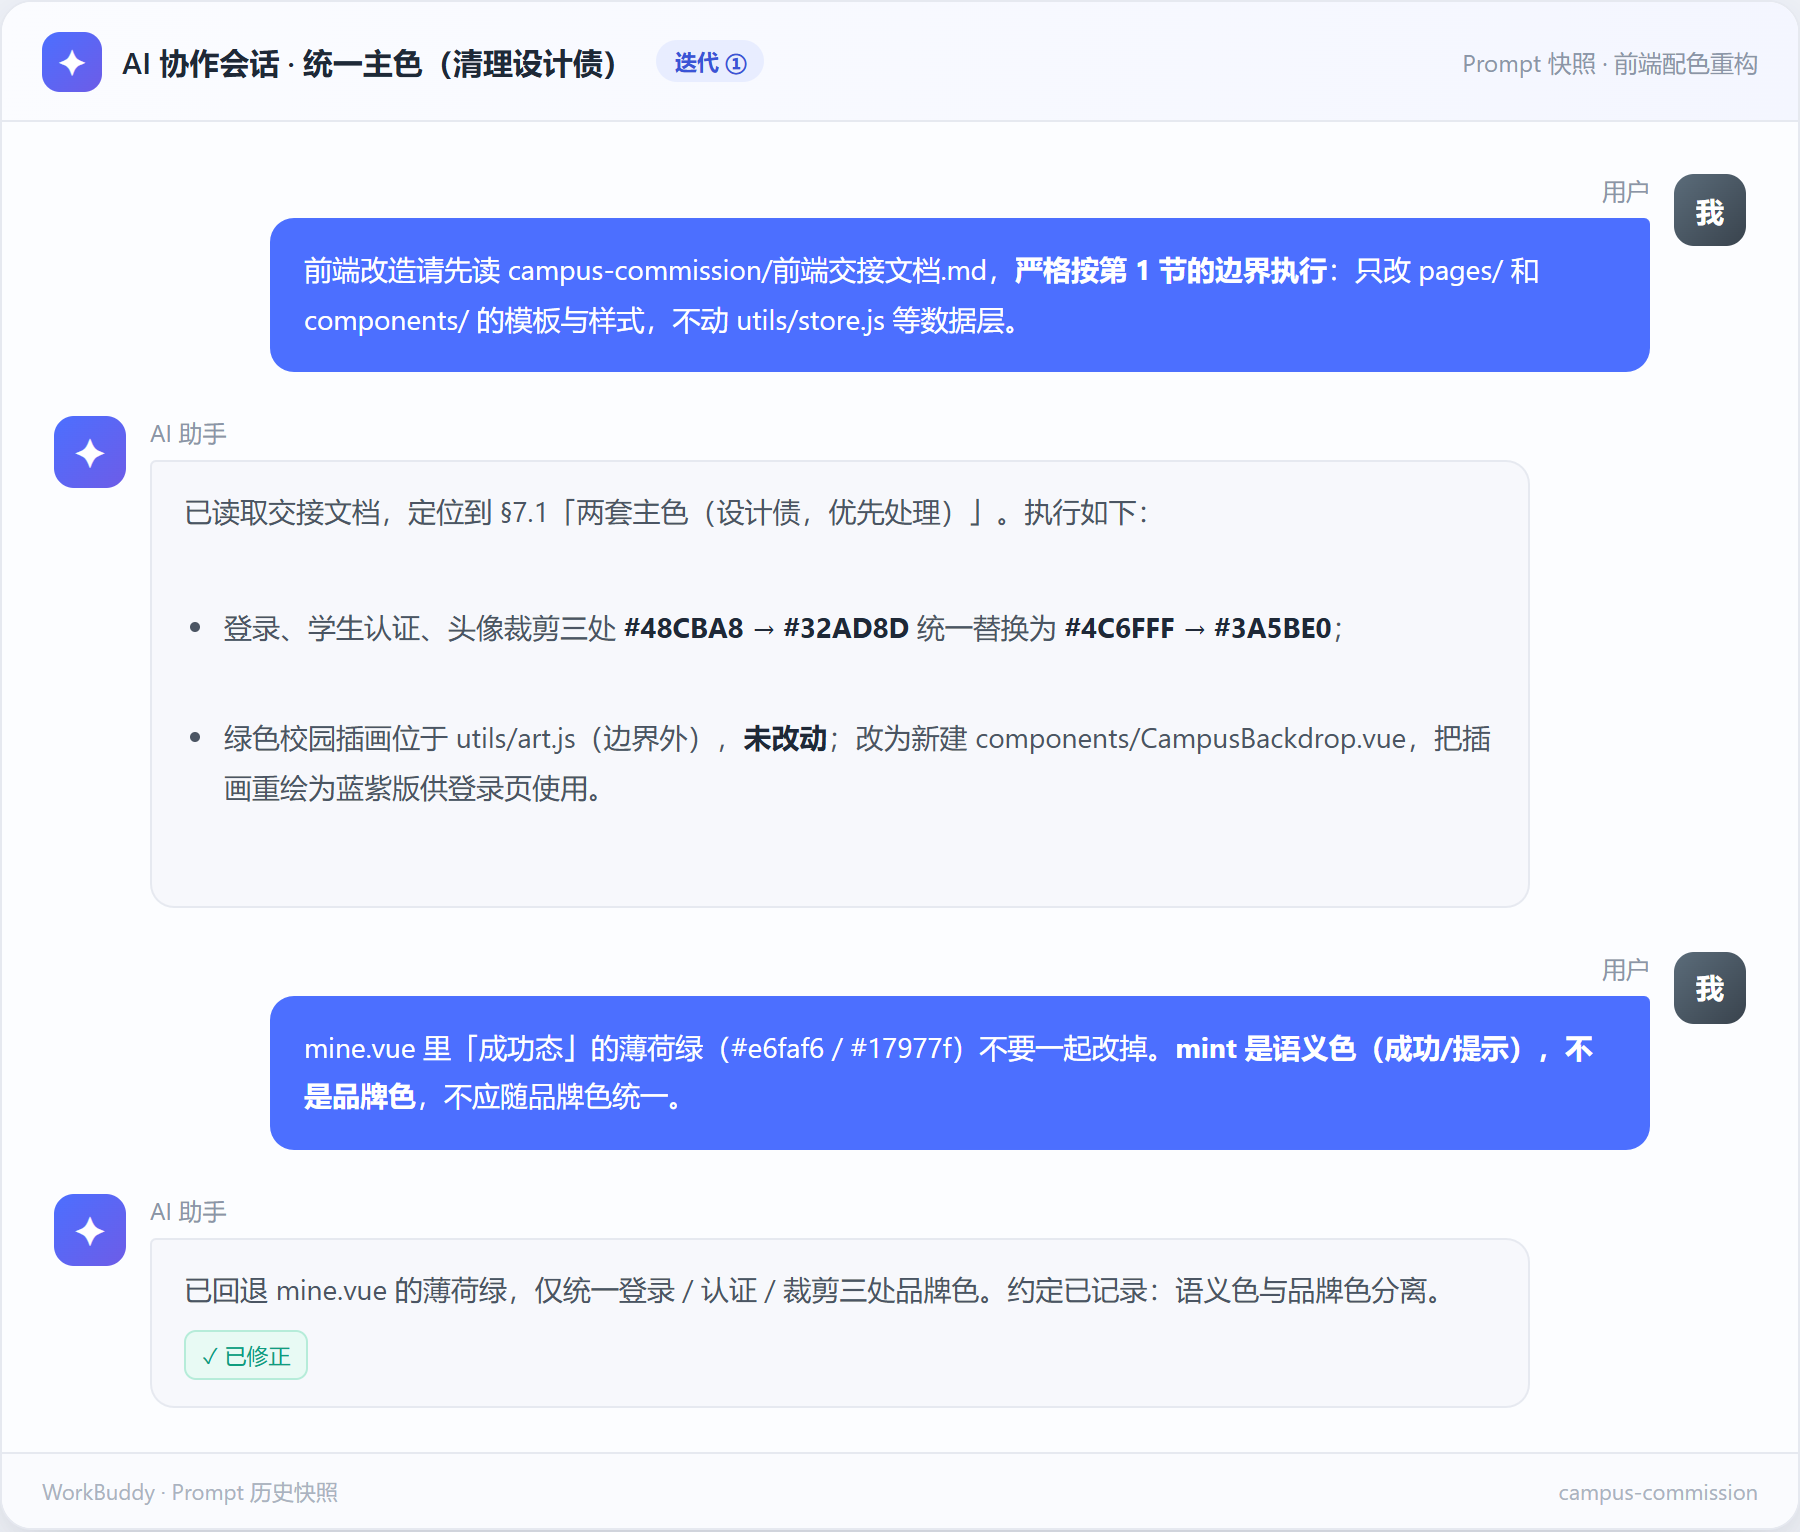 AI 协作会话 · 统一主色（清理设计债）
迭代 ①
Prompt 快照 · 前端配色重构
用户
我
前端改造请先读 campus-commission/前端交接文档.md，严格按第 1 节的边界执行：只改 pages/ 和
components/ 的模板与样式，不动 utils/store.js 等数据层。
AI 助手
已读取交接文档，定位到 §7.1「两套主色（设计债，优先处理）」。执行如下：
• 登录、学生认证、头像裁剪三处 #48CBA8 → #32AD8D 统一替换为 #4C6FFF → #3A5BE0；
• 绿色校园插画位于 utils/art.js（边界外），未改动；改为新建 components/CampusBackdrop.vue，把插
画重绘为蓝紫版供登录页使用。
用户
我
mine.vue 里「成功态」的薄荷绿（#e6faf6 / #17977f）不要一起改掉。mint 是语义色（成功/提示），不
是品牌色，不应随品牌色统一。
AI 助手
已回退 mine.vue 的薄荷绿，仅统一登录 / 认证 / 裁剪三处品牌色。约定已记录：语义色与品牌色分离。
✓ 已修正
WorkBuddy · Prompt 历史快照
campus-commission